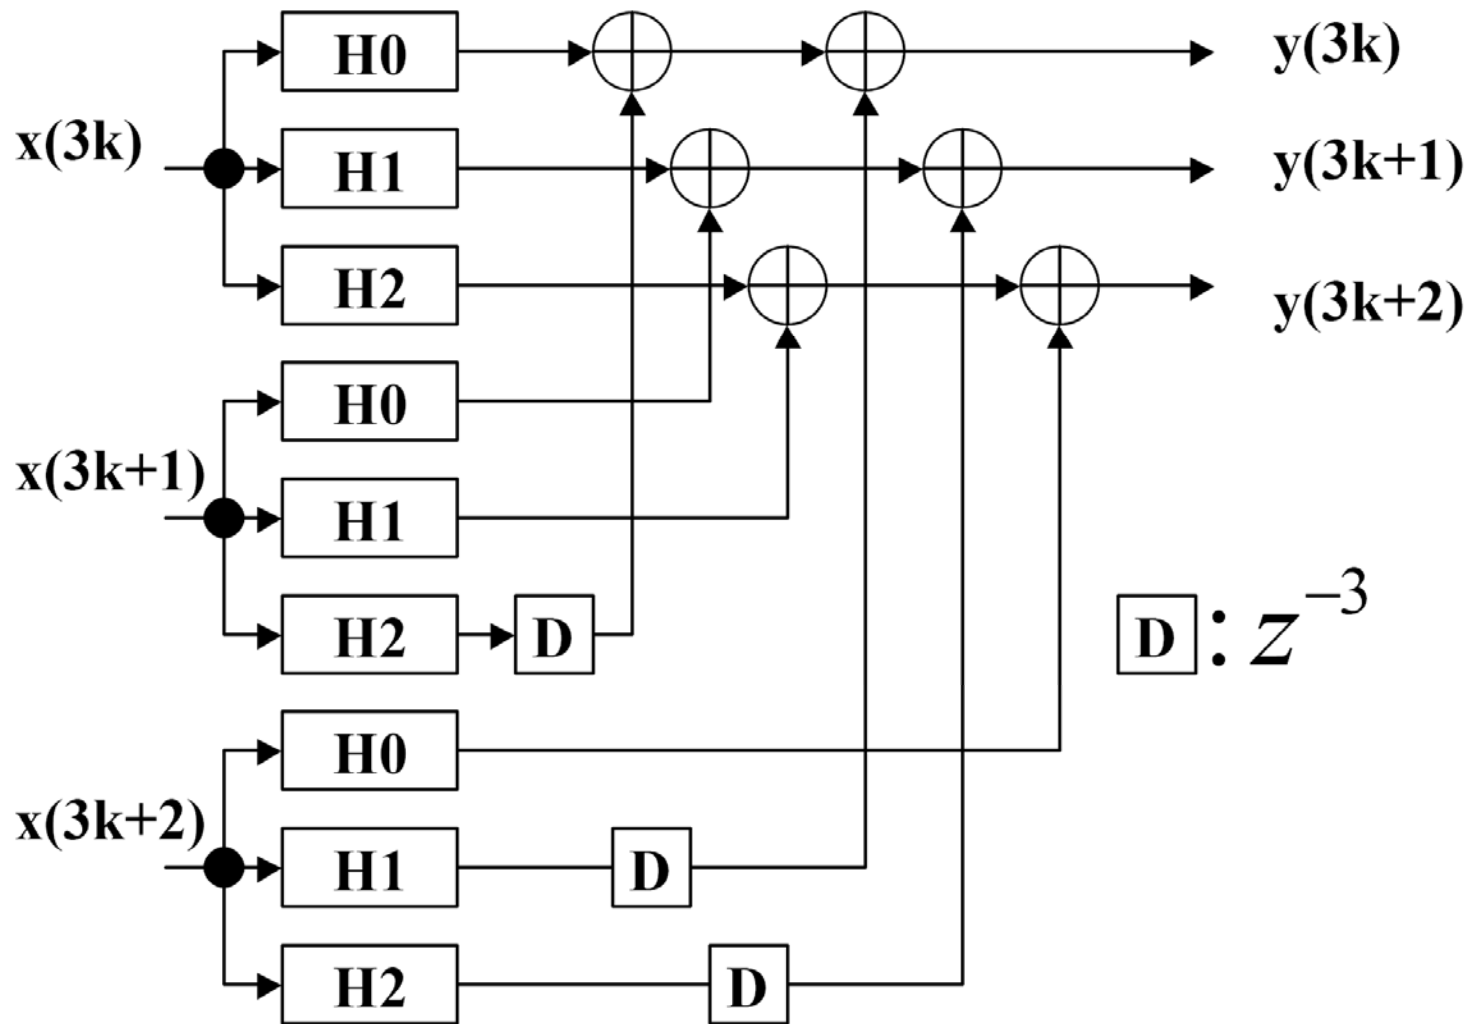 H0
y(3k)
x(3k)
H1
y(3k+1)
H2
y(3k+2)
H0
x(3k+1)
H1
H2
D
D : z⁻³
H0
x(3k+2)
H1
D
H2
D